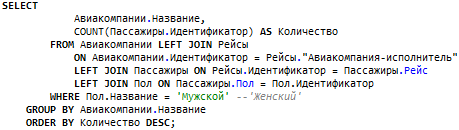 SELECT
Авиакомпании.Название,
COUNT(Пассажиры.Идентификатор) AS Количество
FROM Авиакомпании LEFT JOIN Рейсы
ON Авиакомпании.Идентификатор = Рейсы."Авиакомпания-исполнитель"
LEFT JOIN Пассажиры ON Рейсы.Идентификатор = Пассажиры.Рейс
LEFT JOIN Пол ON Пассажиры.Пол = Пол.Идентификатор
WHERE Пол.Название = 'Мужской' --'Женский'
GROUP BY Авиакомпании.Название
ORDER BY Количество DESC;